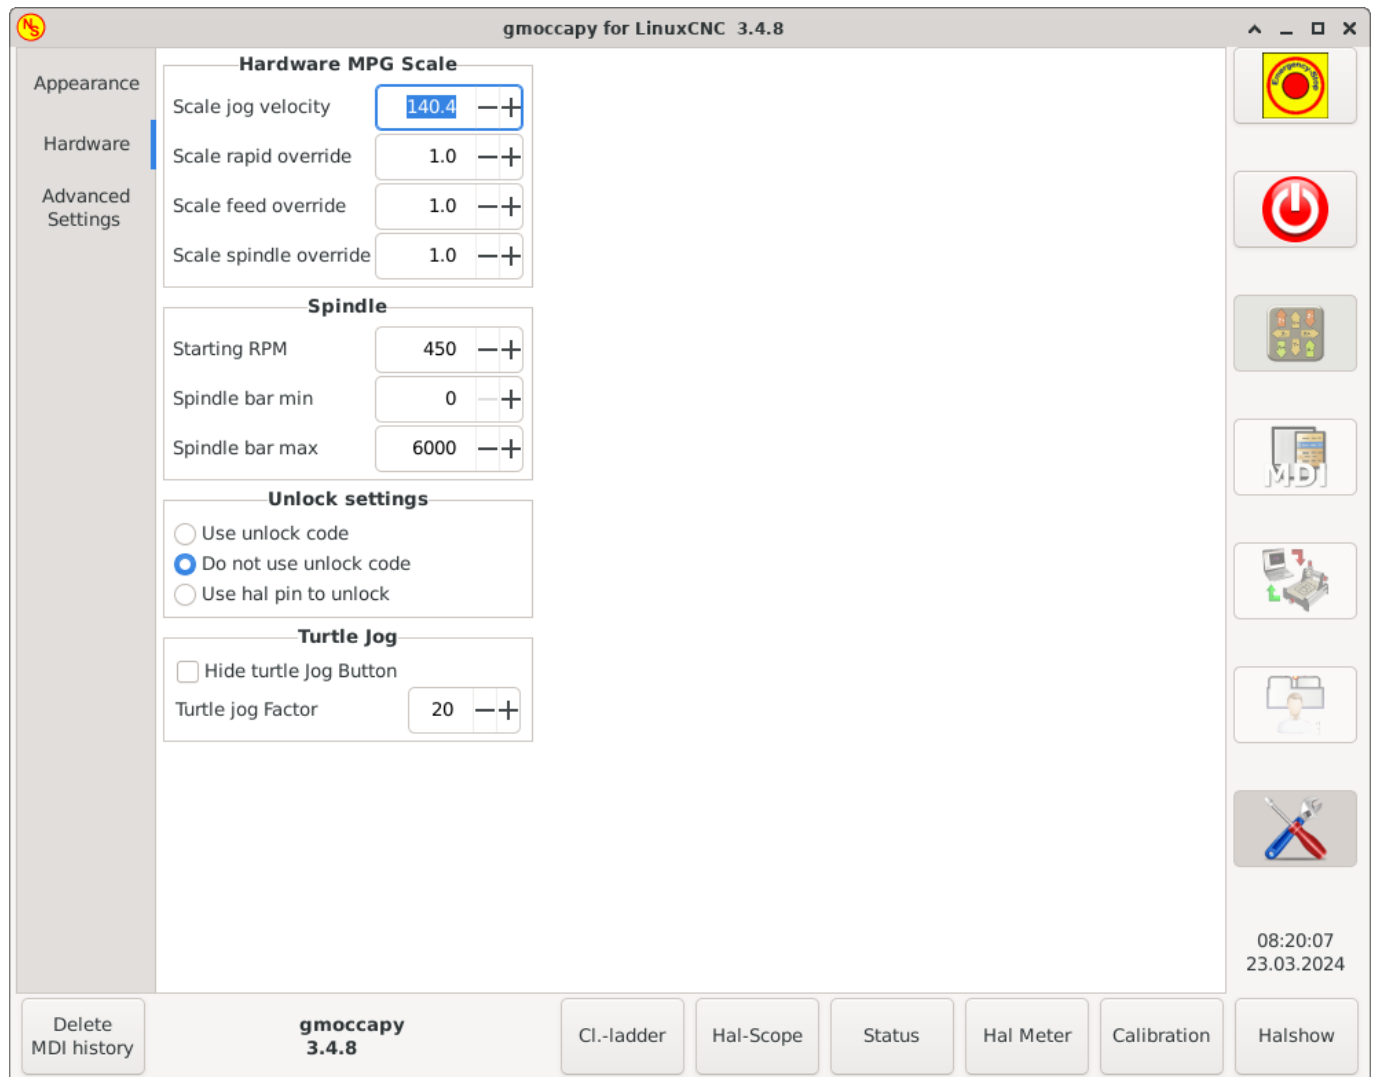 NS
gmoccapy for LinuxCNC 3.4.8
Appearance
Hardware
Advanced
Settings
Hardware MPG Scale
Scale jog velocity 140.4
Scale rapid override 1.0
Scale feed override 1.0
Scale spindle override 1.0
Spindle
Starting RPM 450
Spindle bar min 0
Spindle bar max 6000
Unlock settings
Use unlock code
Do not use unlock code
Use hal pin to unlock
Turtle Jog
Hide turtle Jog Button
Turtle jog Factor 20
Emergency-Stop
MDI
08:20:07
23.03.2024
Delete
MDI history
gmoccapy
3.4.8
Cl.-ladder
Hal-Scope
Status
Hal Meter
Calibration
Halshow